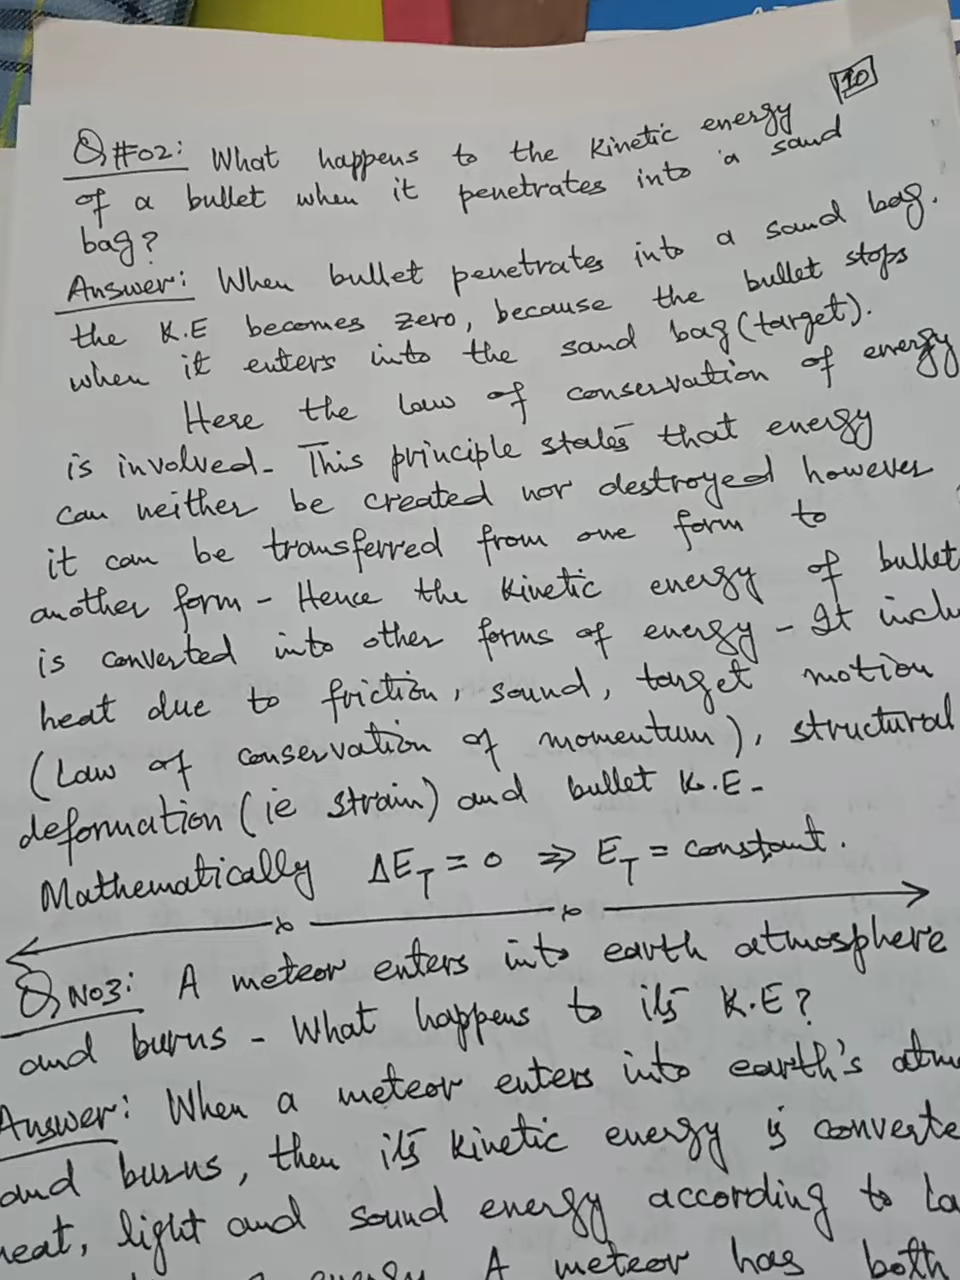 10
Q#02: What happens to the Kinetic energy
of a bullet when it penetrates into a sand
bag?
Answer: When bullet penetrates into a sand bag.
the K.E becomes zero, because the bullet stops
when it enters into the sand bag (target).
Here the law of conservation of energy
is involved. This principle states that energy
can neither be created nor destroyed however
it can be transferred from one form to
another form - Hence the Kinetic energy of bullet
is converted into other forms of energy - It inclu
heat due to friction, sound, target motion
(Law of conservation of momentum), structural
deformation (ie strain) and bullet K.E-
Mathematically ΔE_T = 0 ⇒ E_T = constant.
Q No3: A meteor enters into earth atmosphere
and burns - What happens to its K.E?
Answer: When a meteor enters into earth's atm
and burns, then its Kinetic energy is converte
heat, light and sound energy according to La
energy. A meteor has both